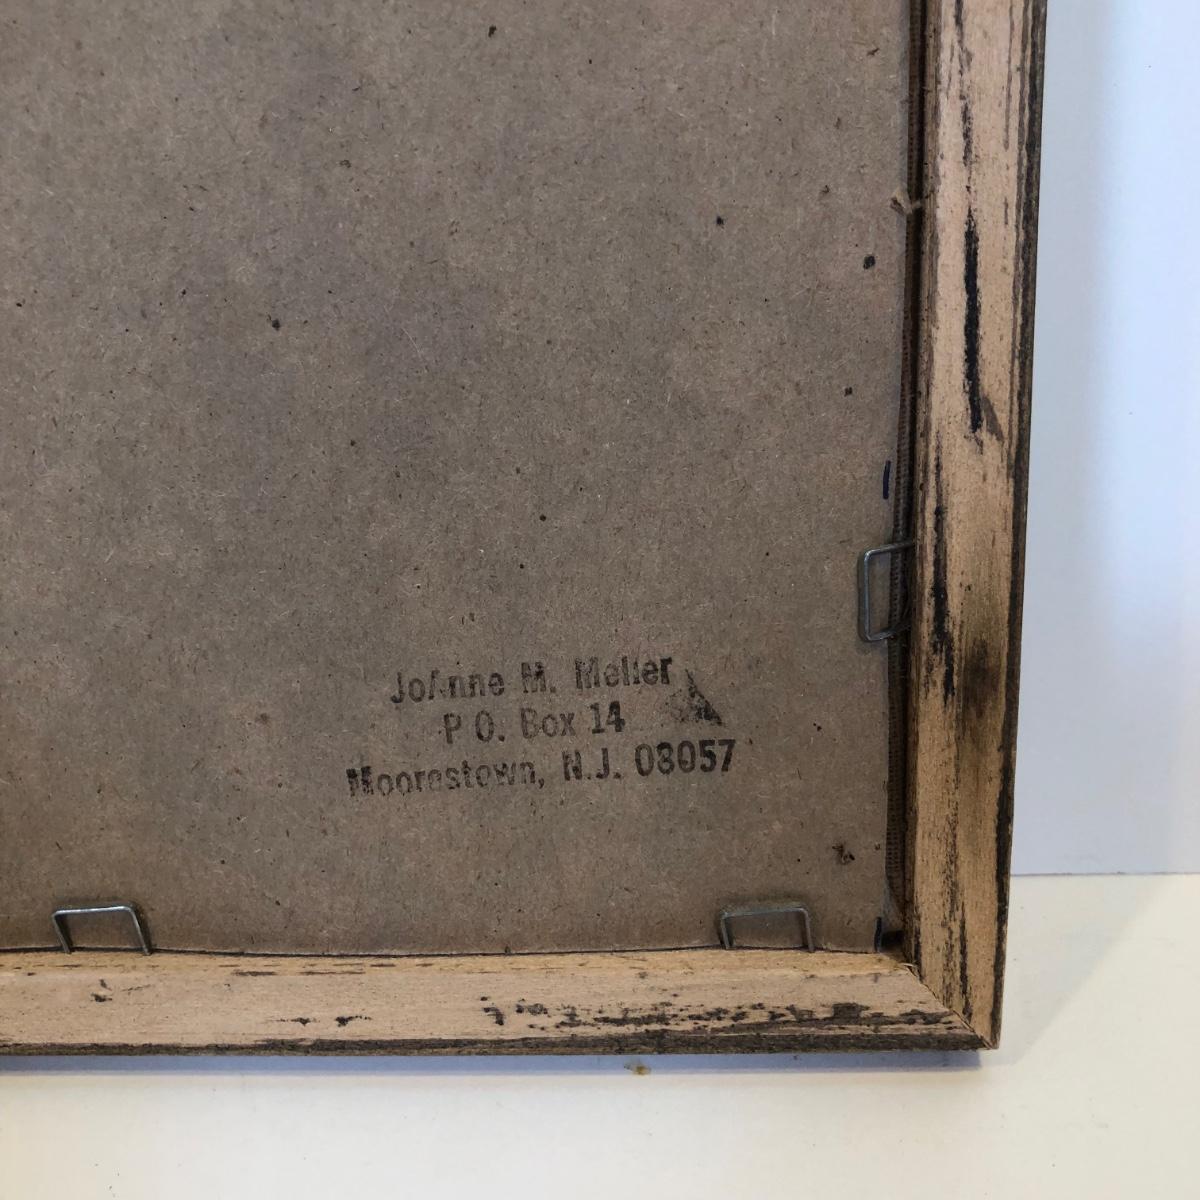 JoAnne M. Meller
P O. Box 14
Moorestown, N.J. 08057